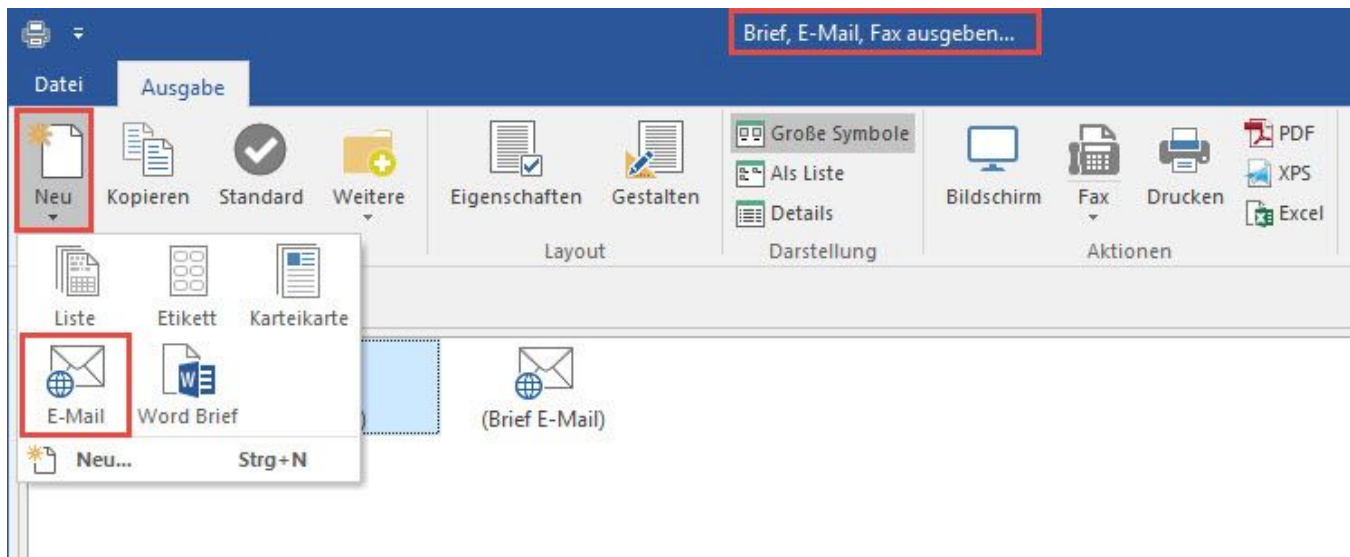 Brief, E-Mail, Fax ausgeben...
Datei Ausgabe
Neu Kopieren Standard Weitere Eigenschaften Gestalten Große Symbole Als Liste Details Bildschirm Fax Drucken PDF XPS Excel
Layout Darstellung Aktionen
Liste Etikett Karteikarte
E-Mail Word Brief ) (Brief E-Mail)
Neu... Strg+N